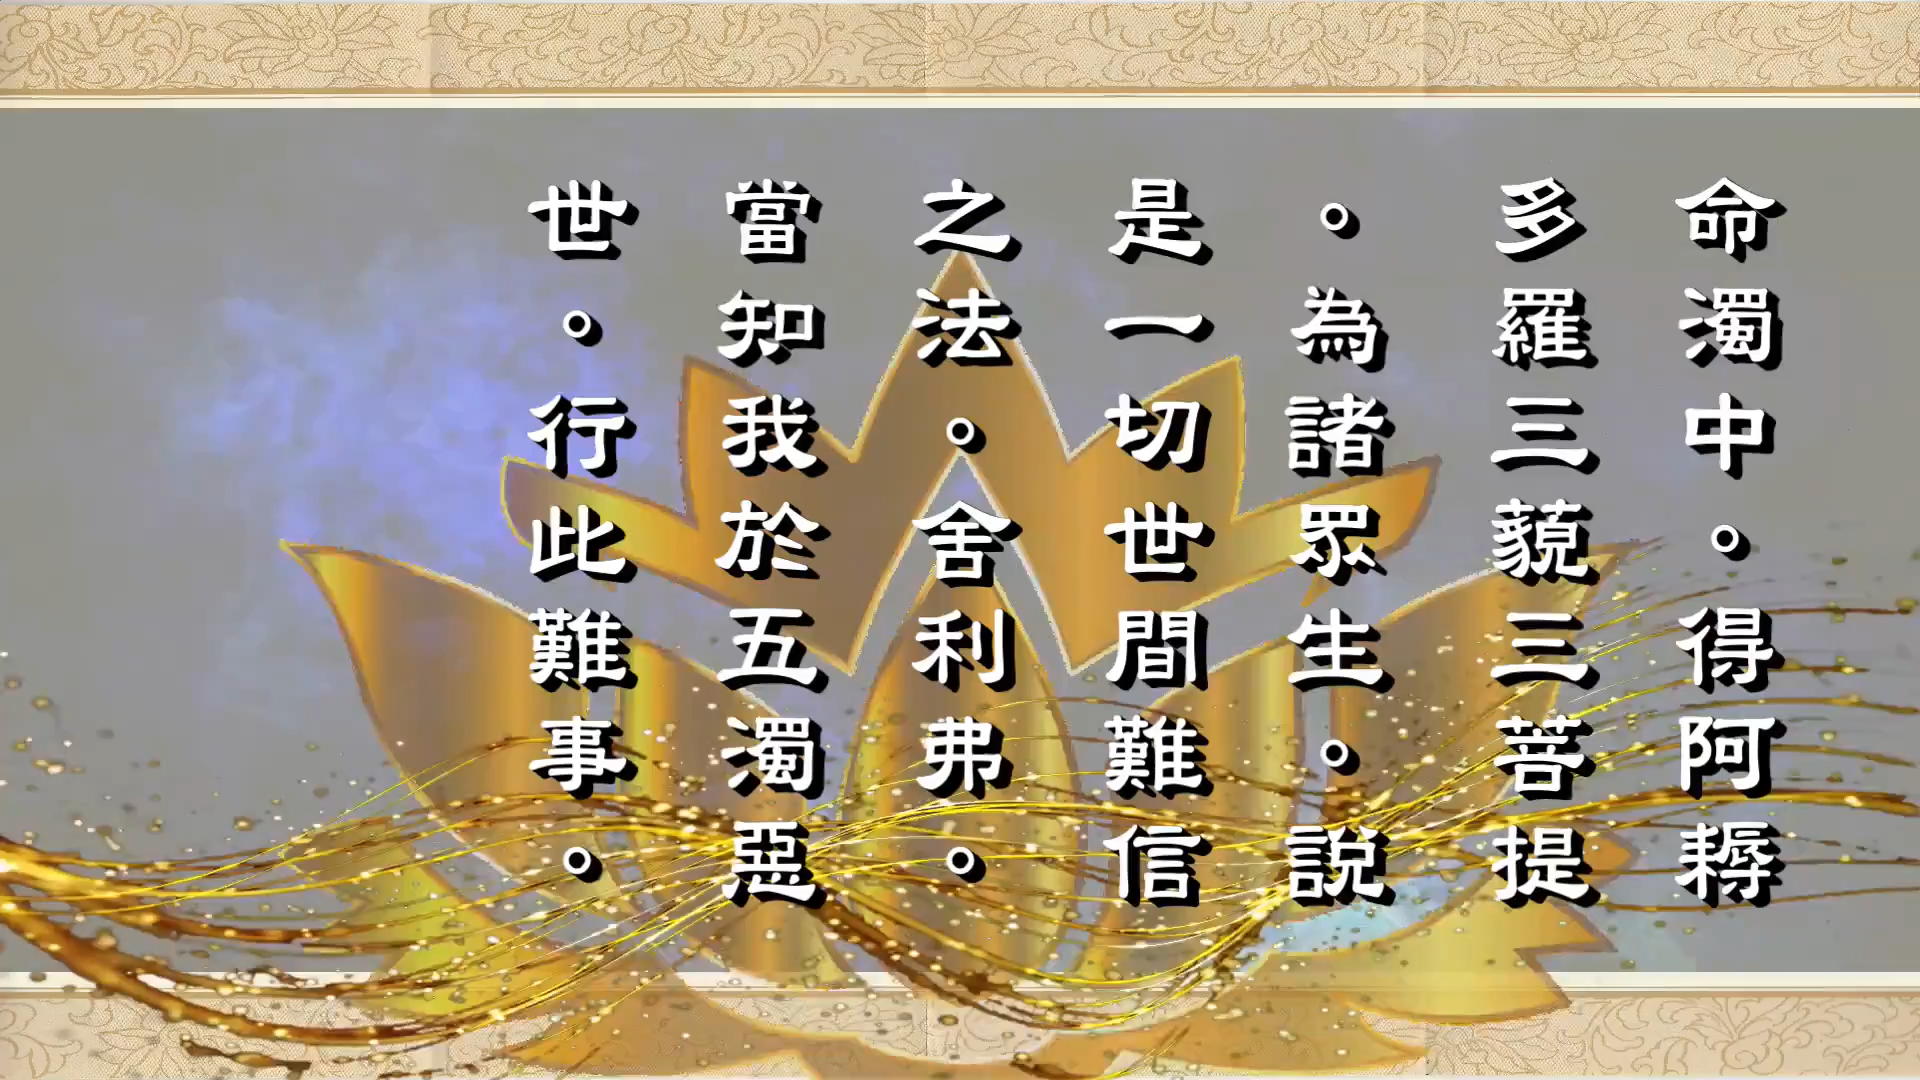 命濁中。得阿耨
多羅三藐三菩提
。為諸眾生。說
是一切世間難信
之法。舍利弗。
當知我於五濁惡
世。行此難事。